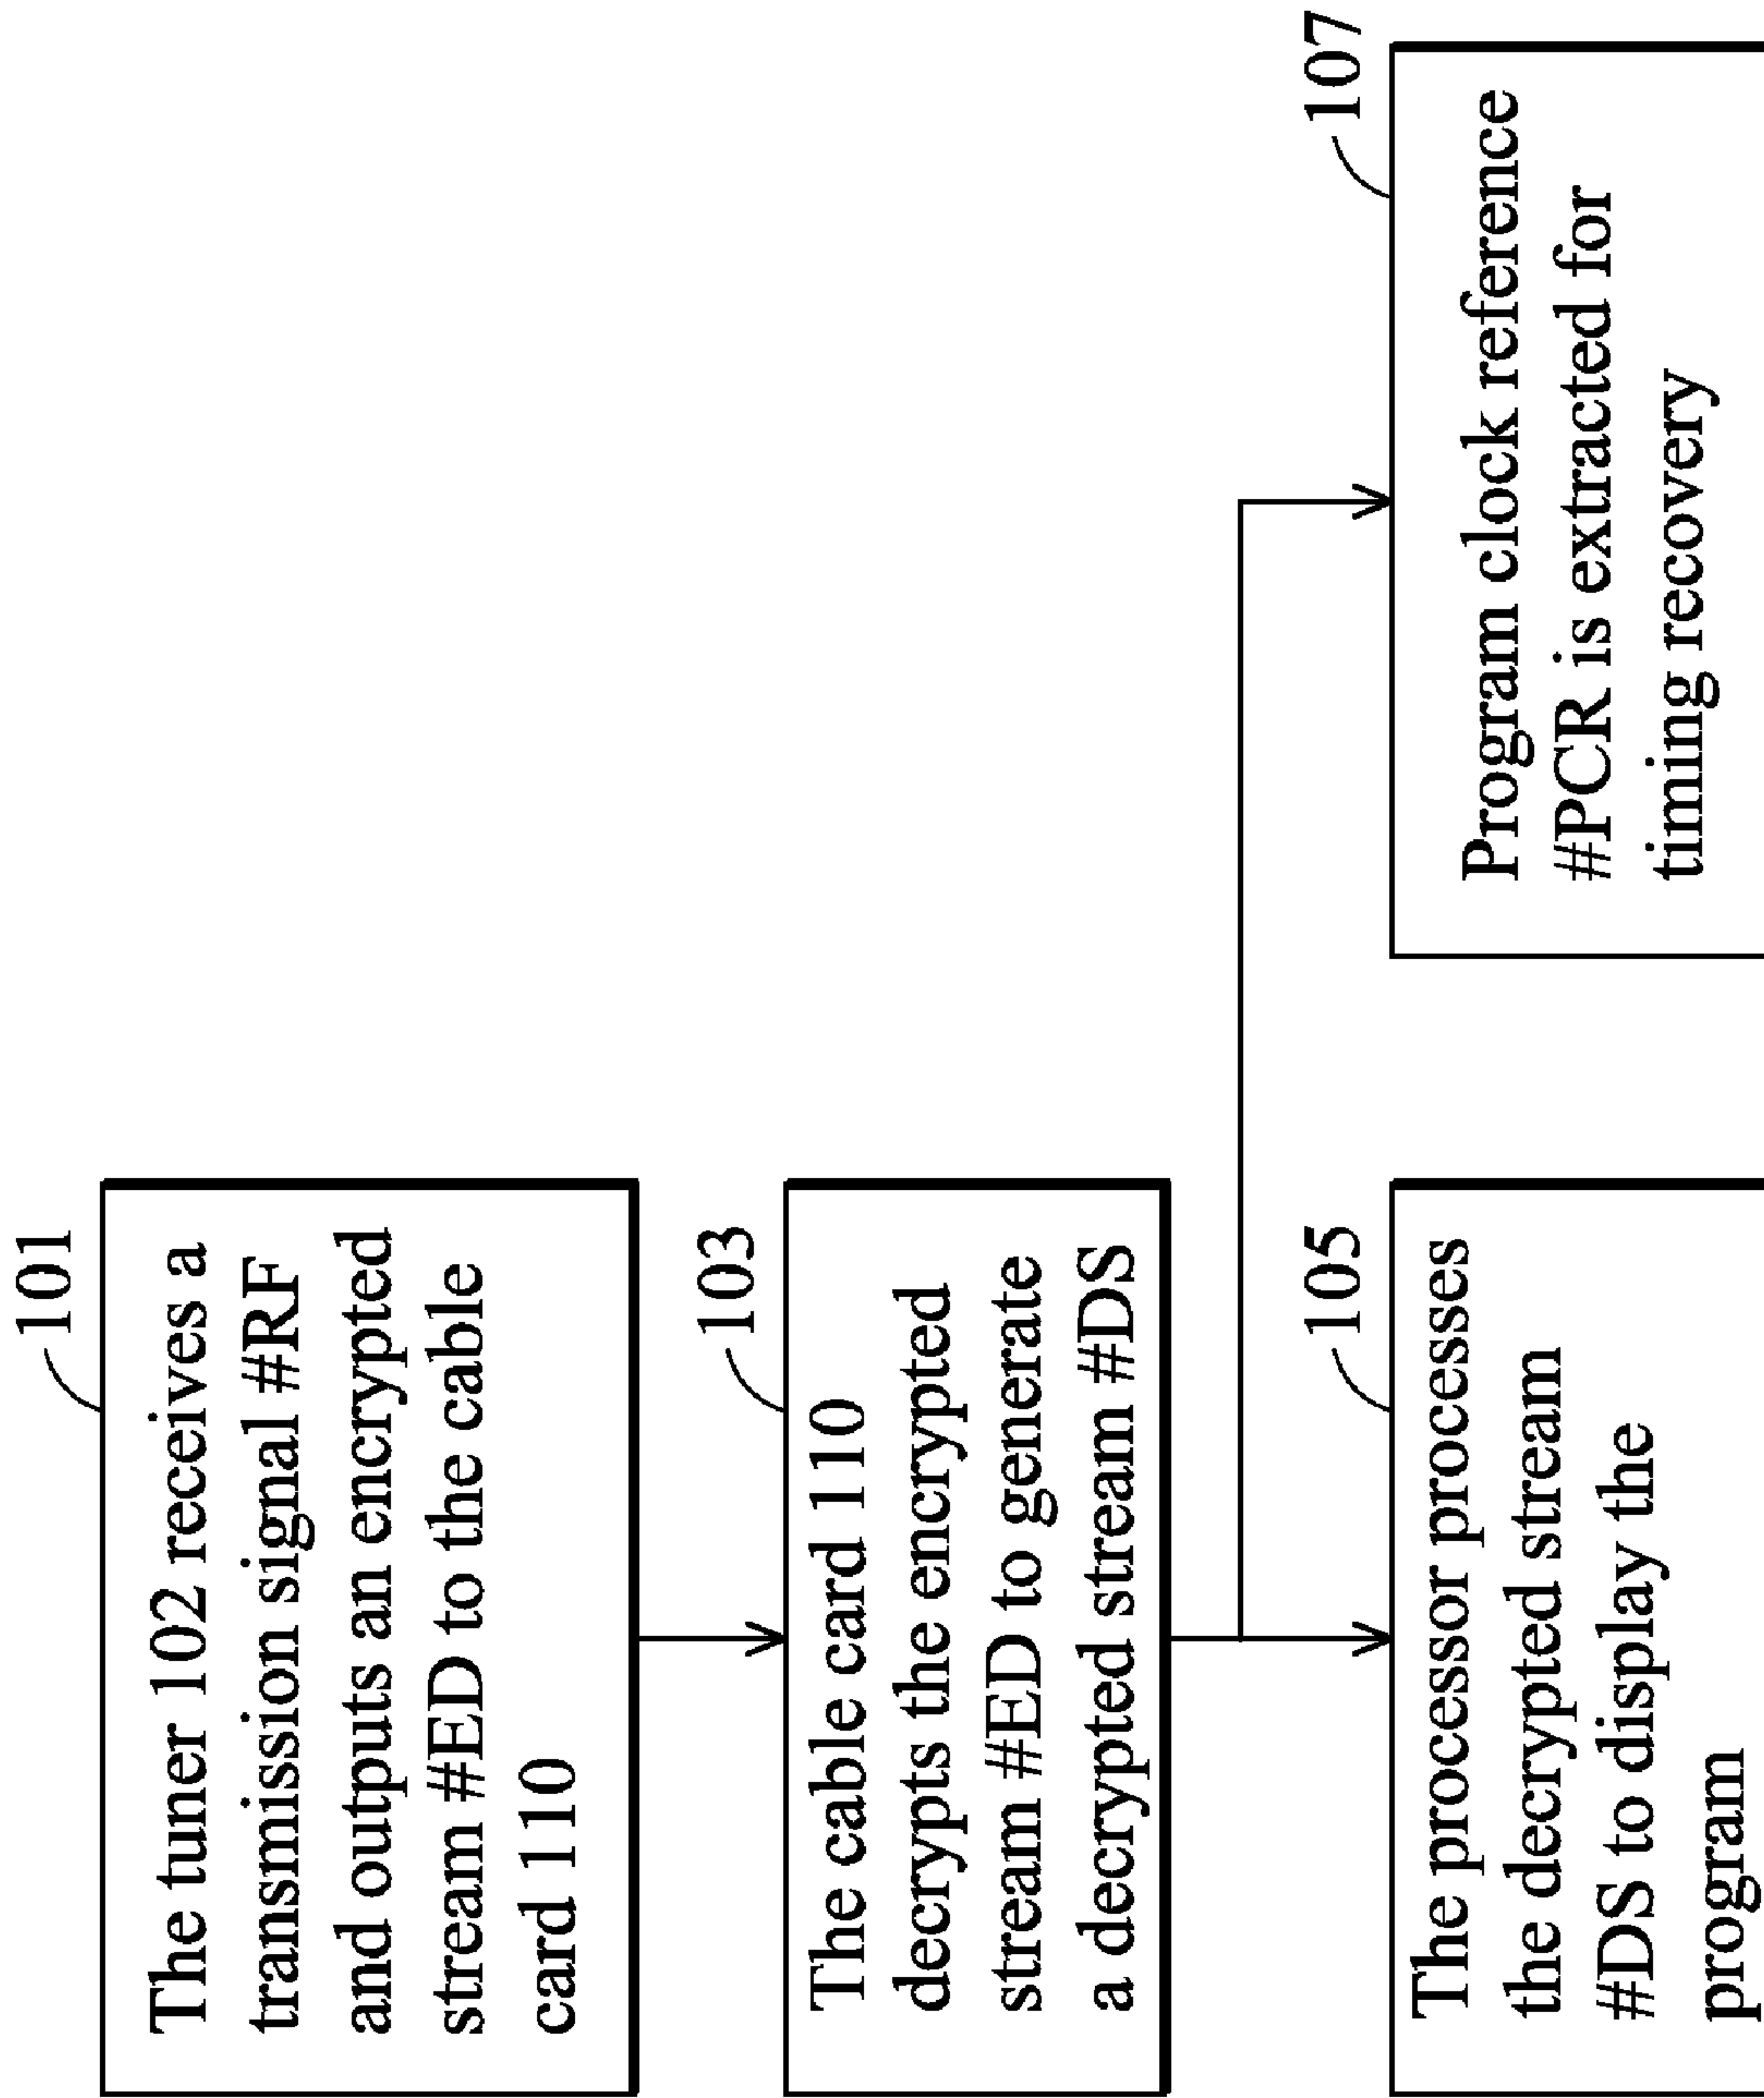 101
The tuner 102 receives a
transmission signal #RF
and outputs an encrypted
stream #ED to the cable
card 110
103
The cable card 110
decrypts the encrypted
stream #ED to generate
a decrypted stream #DS
105
The processor processes
the decrypted stream
#DS to display the
program
107
Program clock reference
#PCR is extracted for
timing recovery